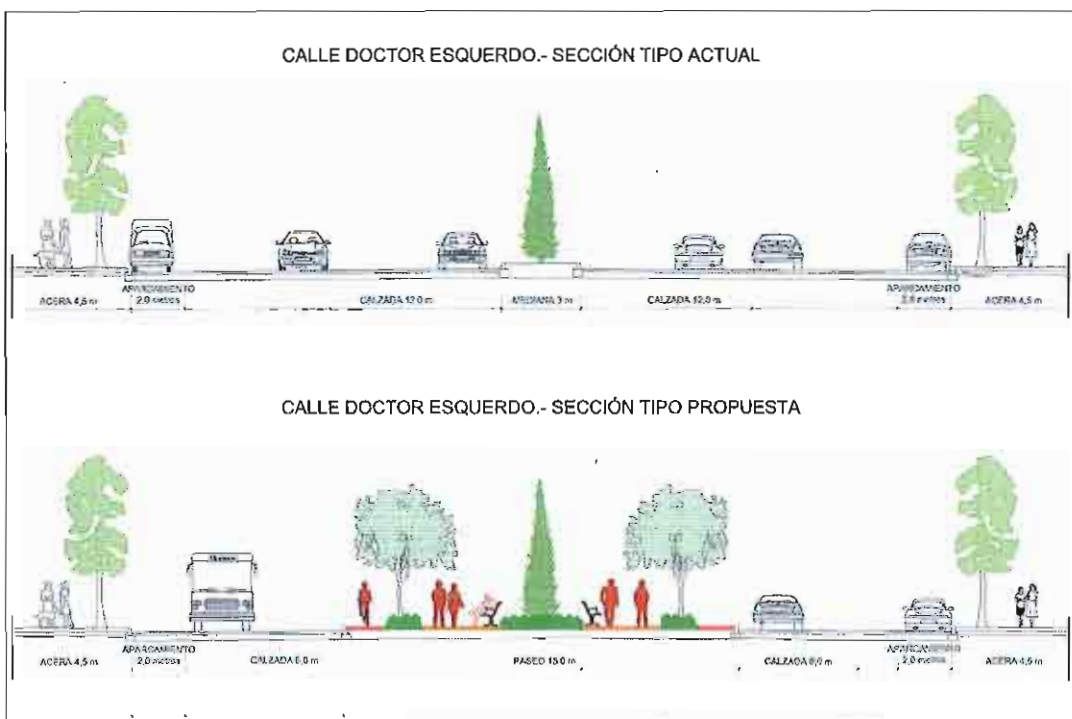 CALLE DOCTOR ESQUERDO.- SECCIÓN TIPO ACTUAL
ACERA 4,5 m
APARCAMIENTO
2,0 metros
CALZADA 12,0 m
MEDIANA 3 m
CALZADA 12,0 m
APARCAMIENTO
2,0 metros
ACERA 4,5 m
CALLE DOCTOR ESQUERDO.- SECCIÓN TIPO PROPUESTA
ACERA 4,5 m
APARCAMIENTO
2,0 metros
CALZADA 6,0 m
PASEO 15,0 m
CALZADA 6,0 m
APARCAMIENTO
2,0 metros
ACERA 4,5 m